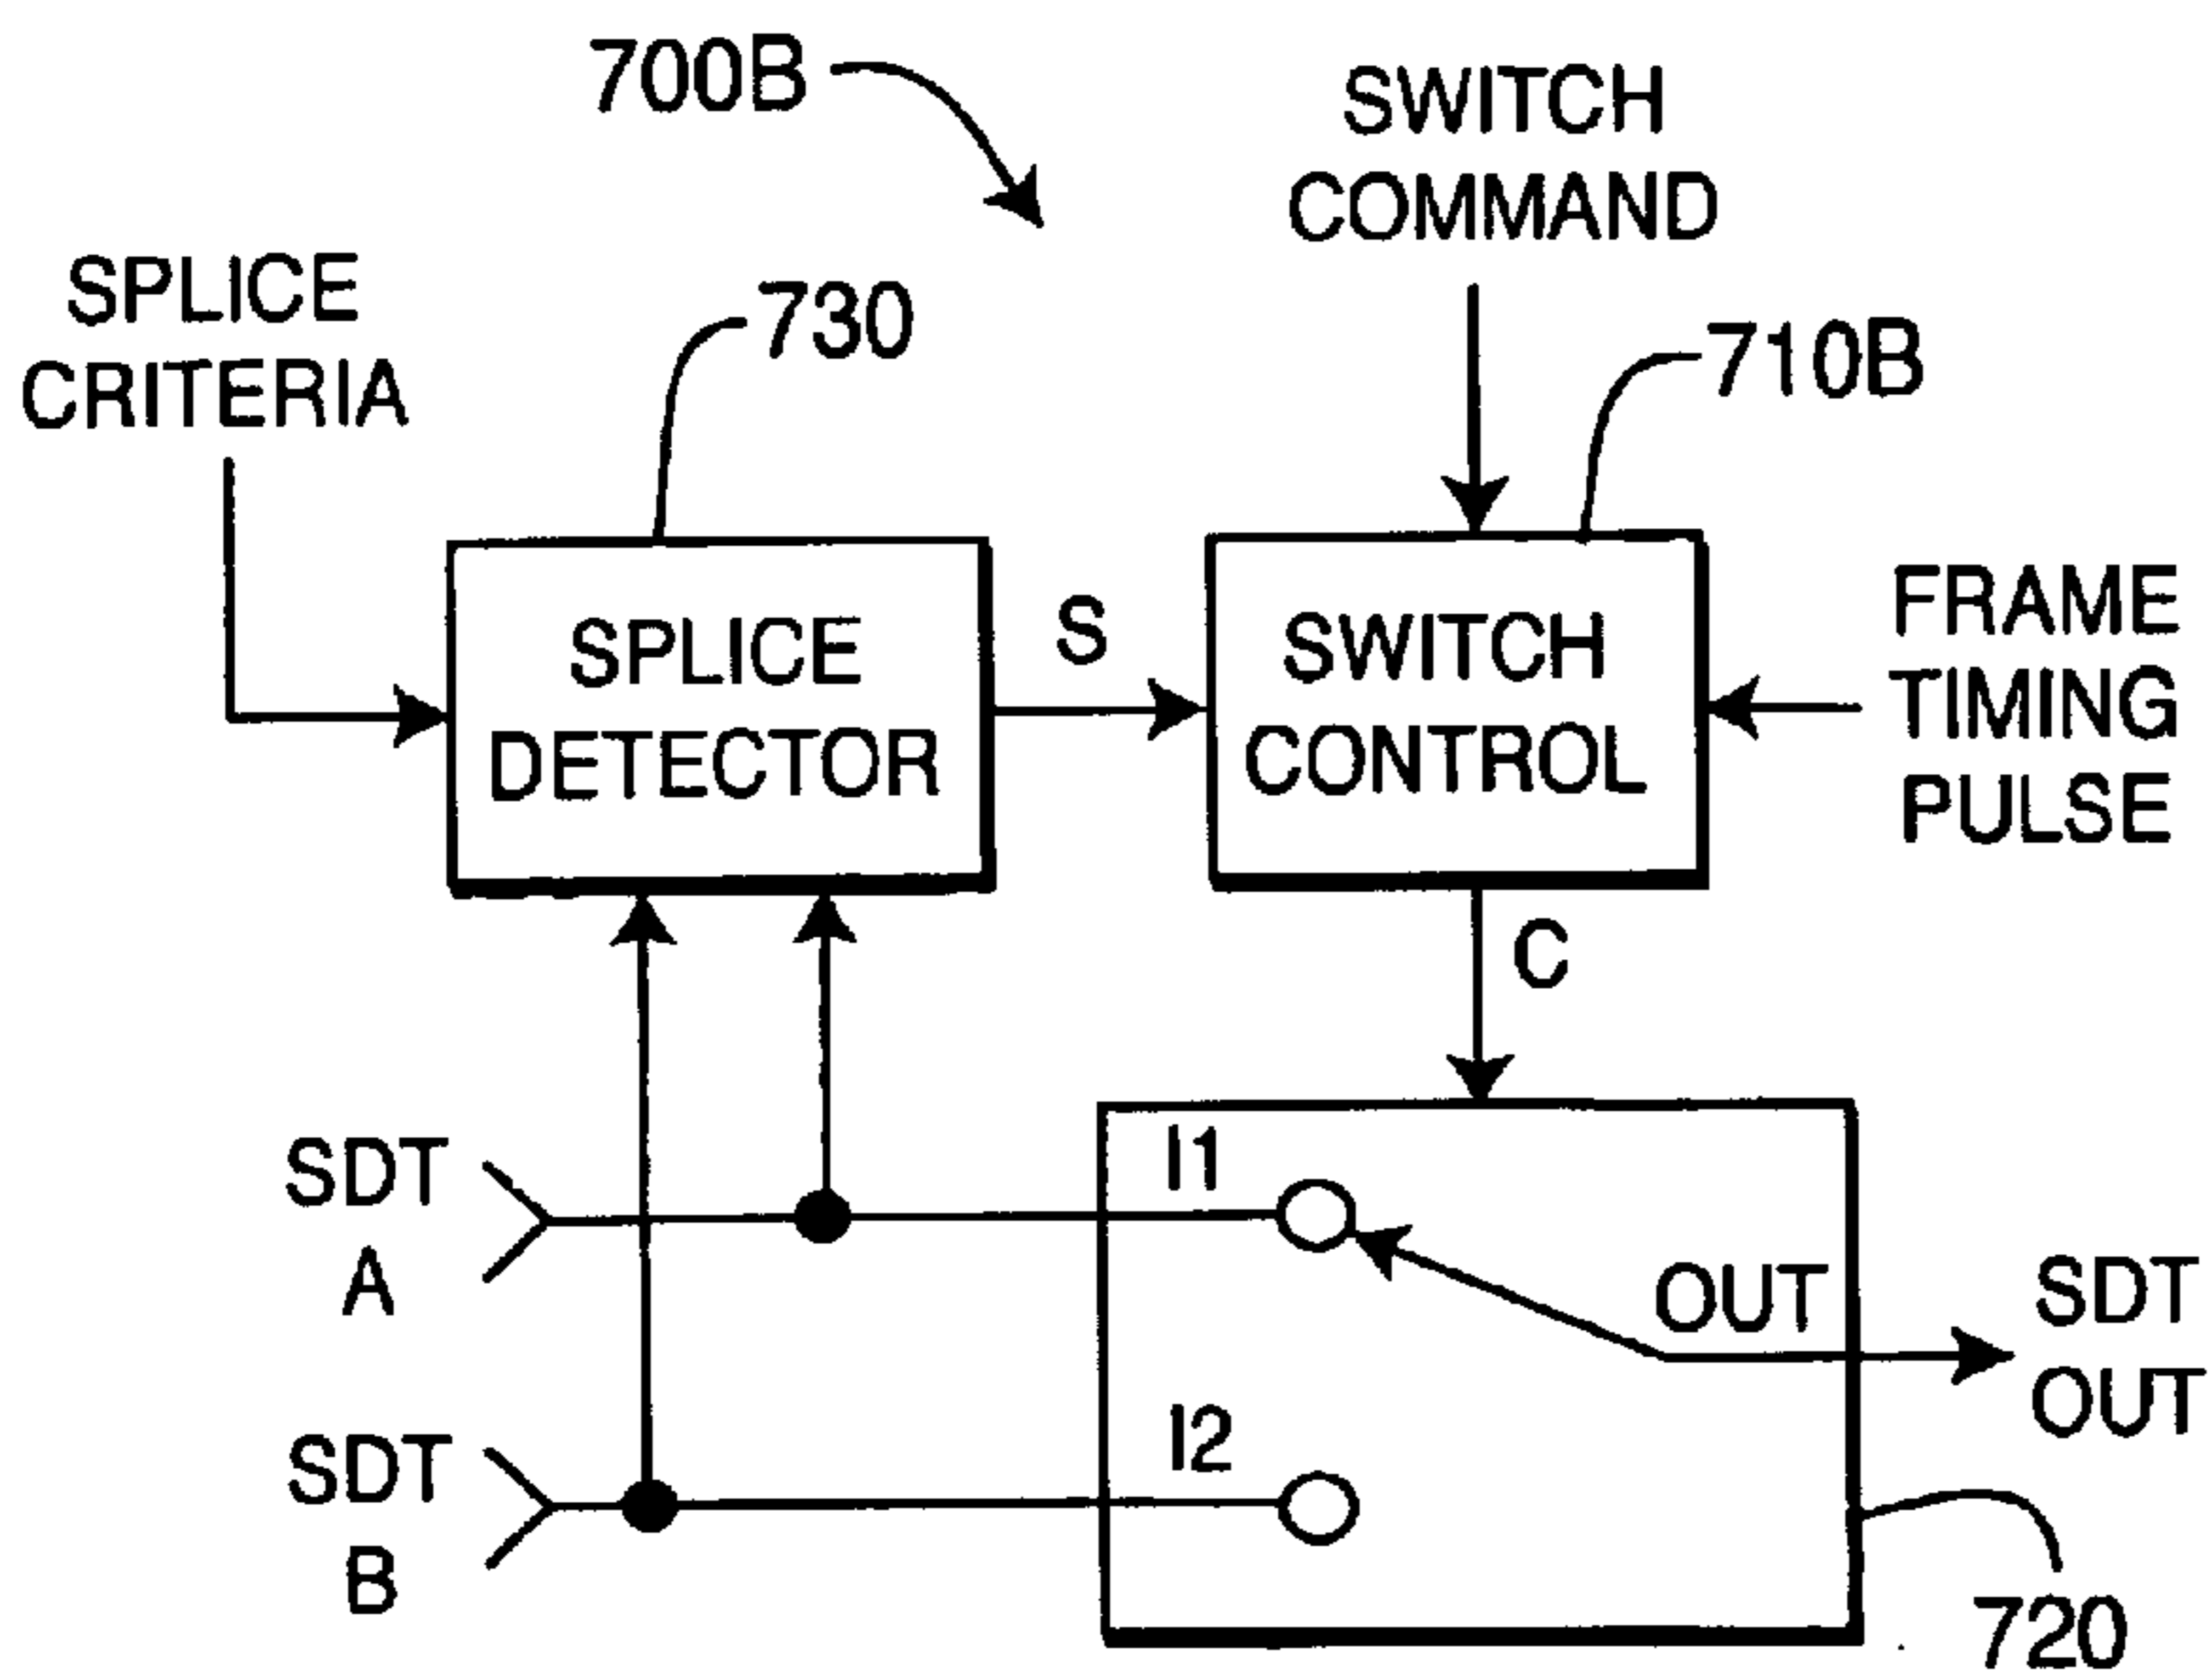 700B
SWITCH
COMMAND
SPLICE
CRITERIA
730
710B
SPLICE
DETECTOR
S
SWITCH
CONTROL
FRAME
TIMING
PULSE
C
SDT
A
I1
OUT
SDT
OUT
SDT
B
I2
720